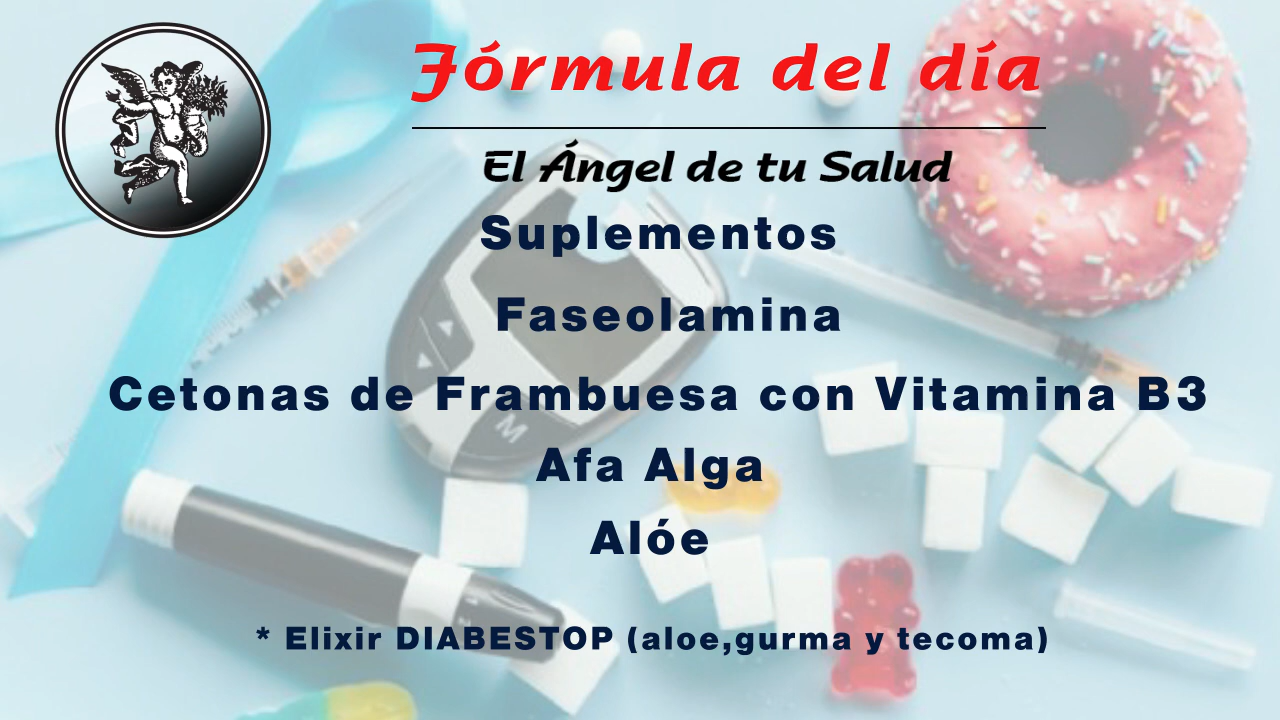 Fórmula del día
El Ángel de tu Salud
Suplementos
Faseolamina
Cetonas de Frambuesa con Vitamina B3
Afa Alga
Alóe
* Elixir DIABESTOP (aloe,gurma y tecoma)
M